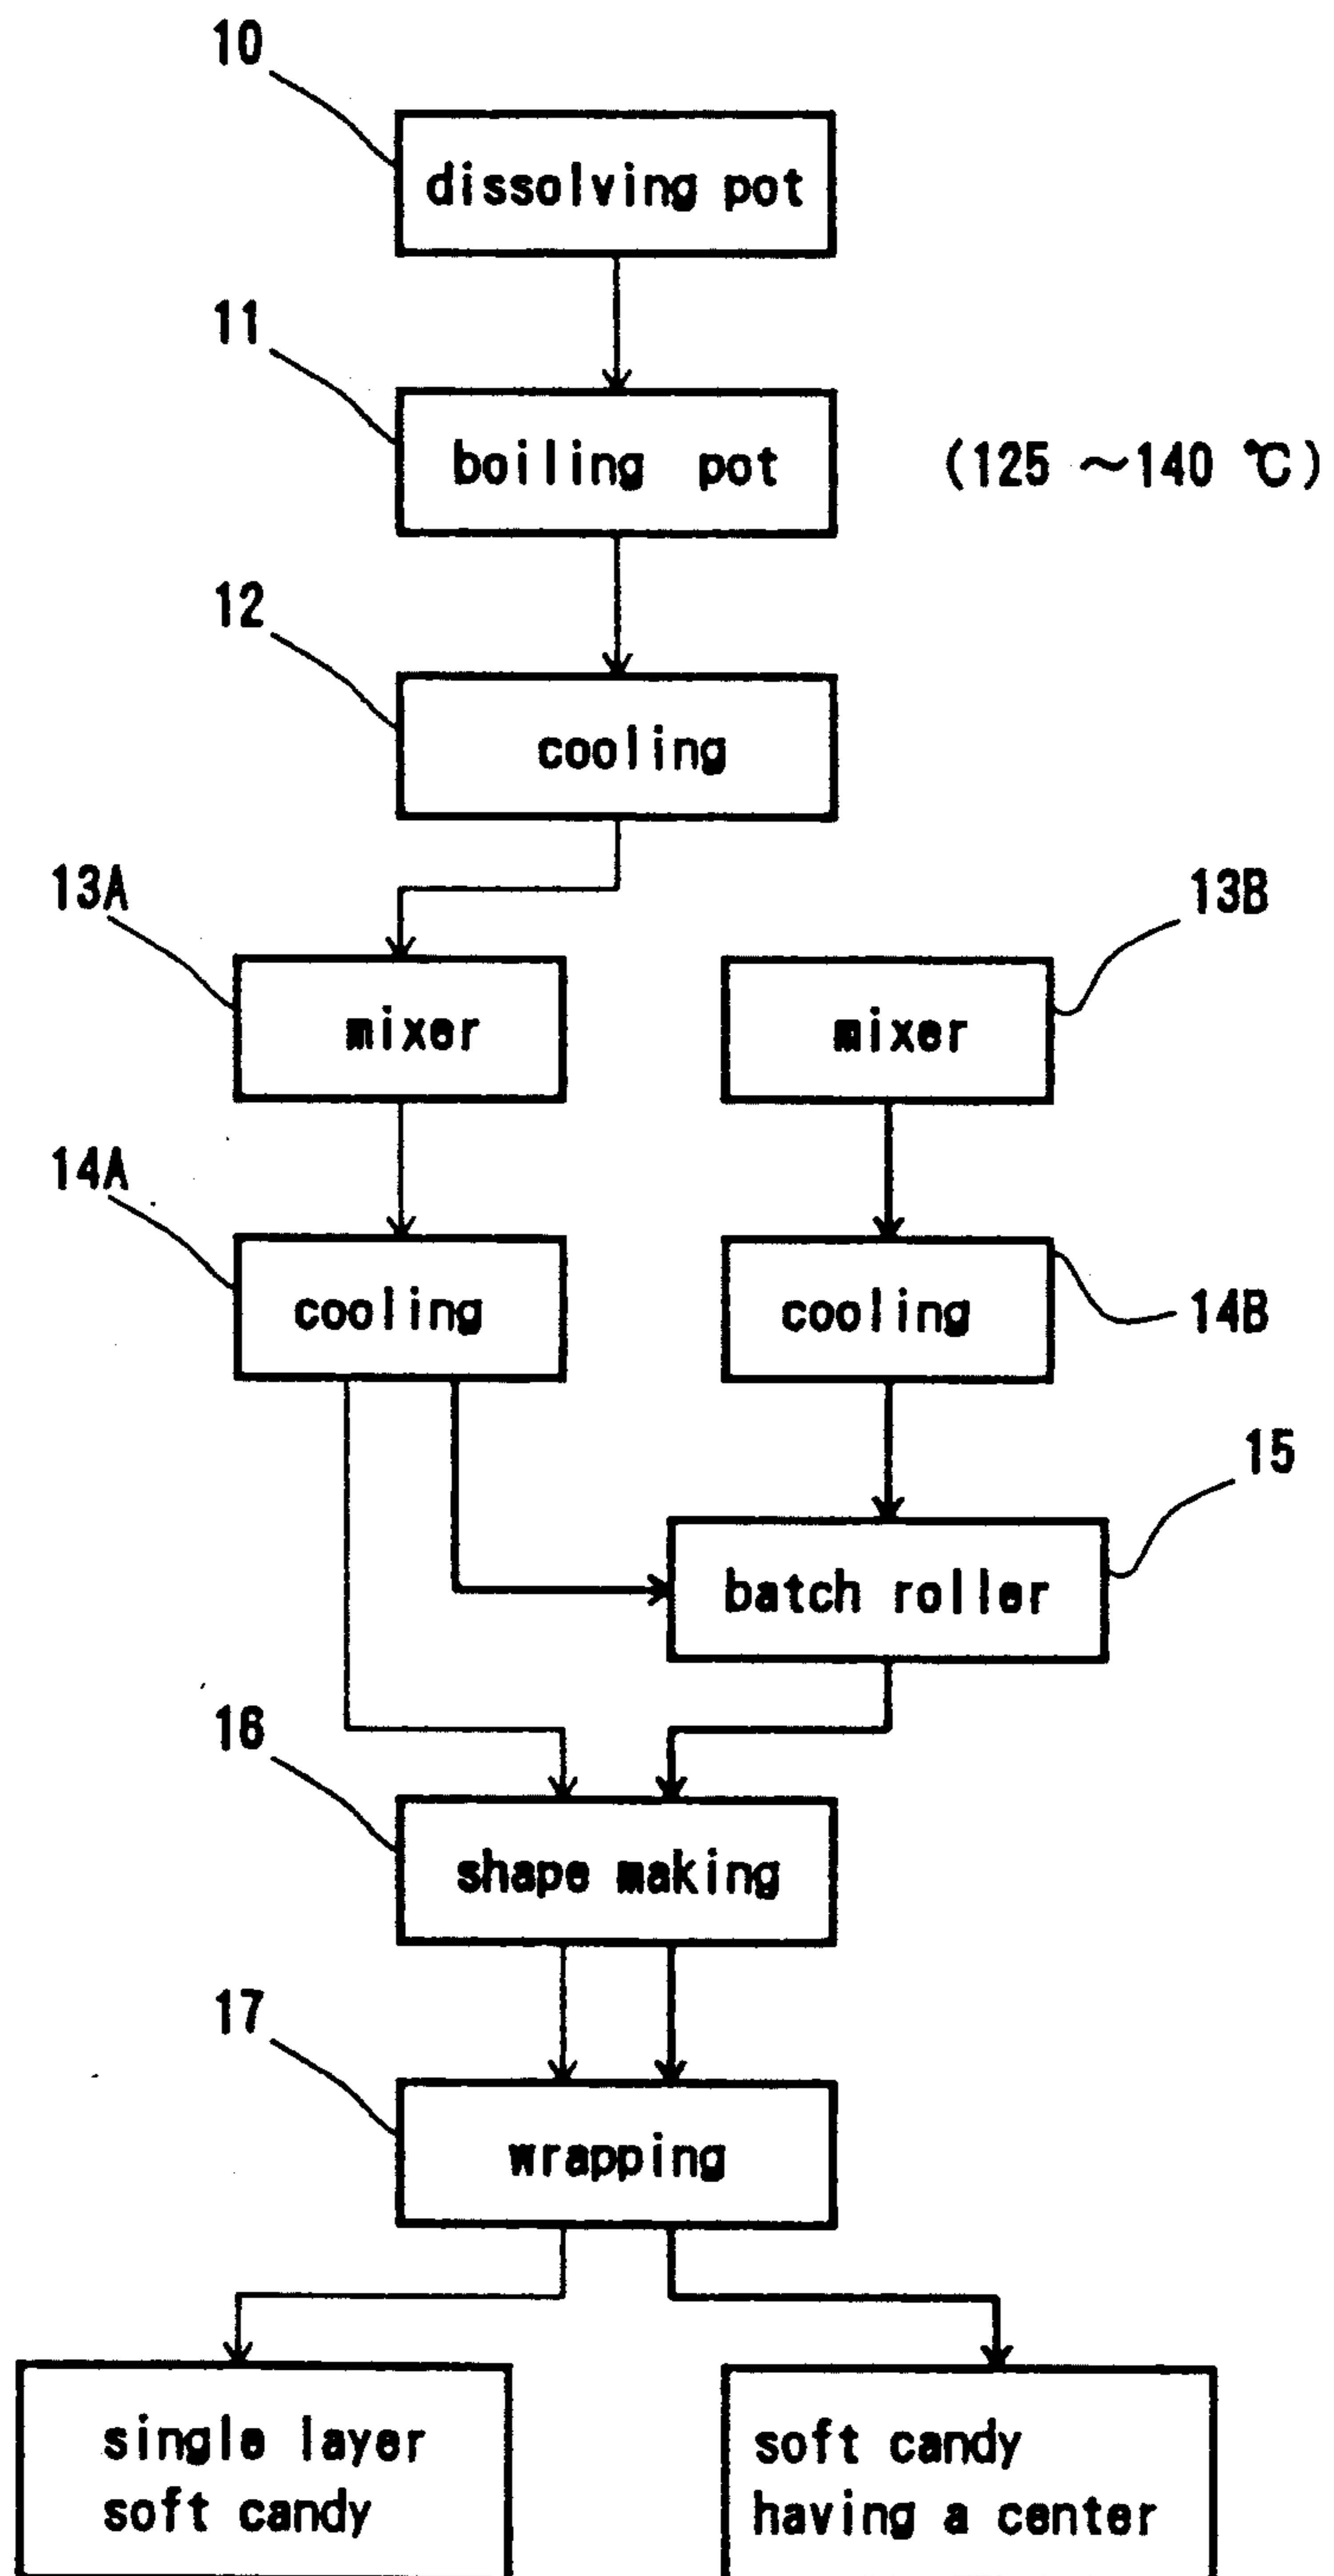 10
dissolving pot
11
boiling pot (125 ～140 ℃)
12
cooling
13A 13B
mixer mixer
14A
cooling cooling
14B
15
batch roller
16
shape making
17
wrapping
single layer soft candy
soft candy having a center